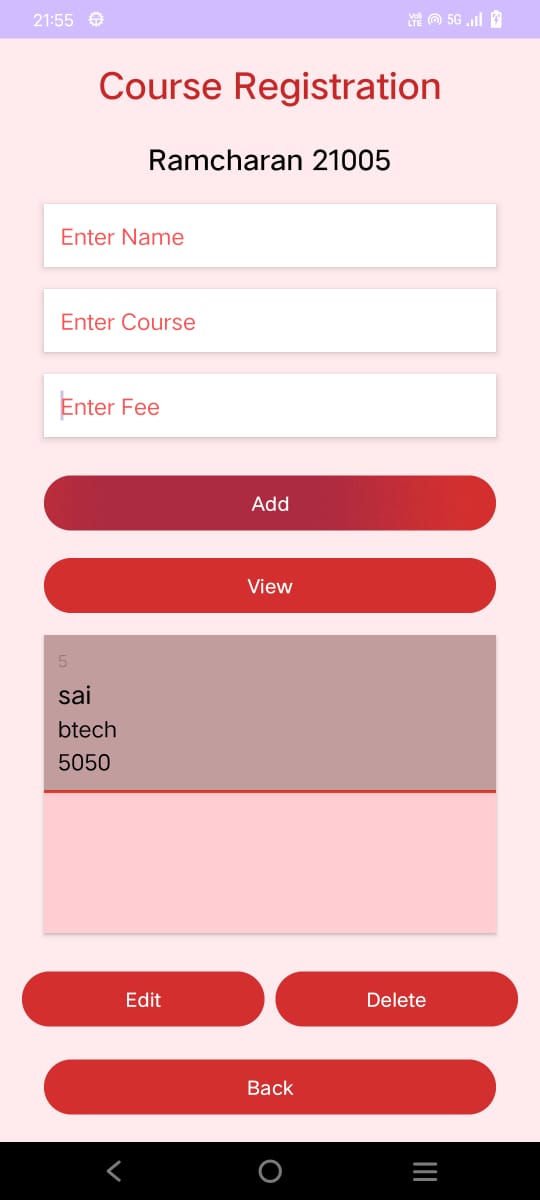 21:55 Vo) LTE 5G
Course Registration
Ramcharan 21005
Enter Name
Enter Course
Enter Fee
Add
View
5
sai
btech
5050
Edit Delete
Back